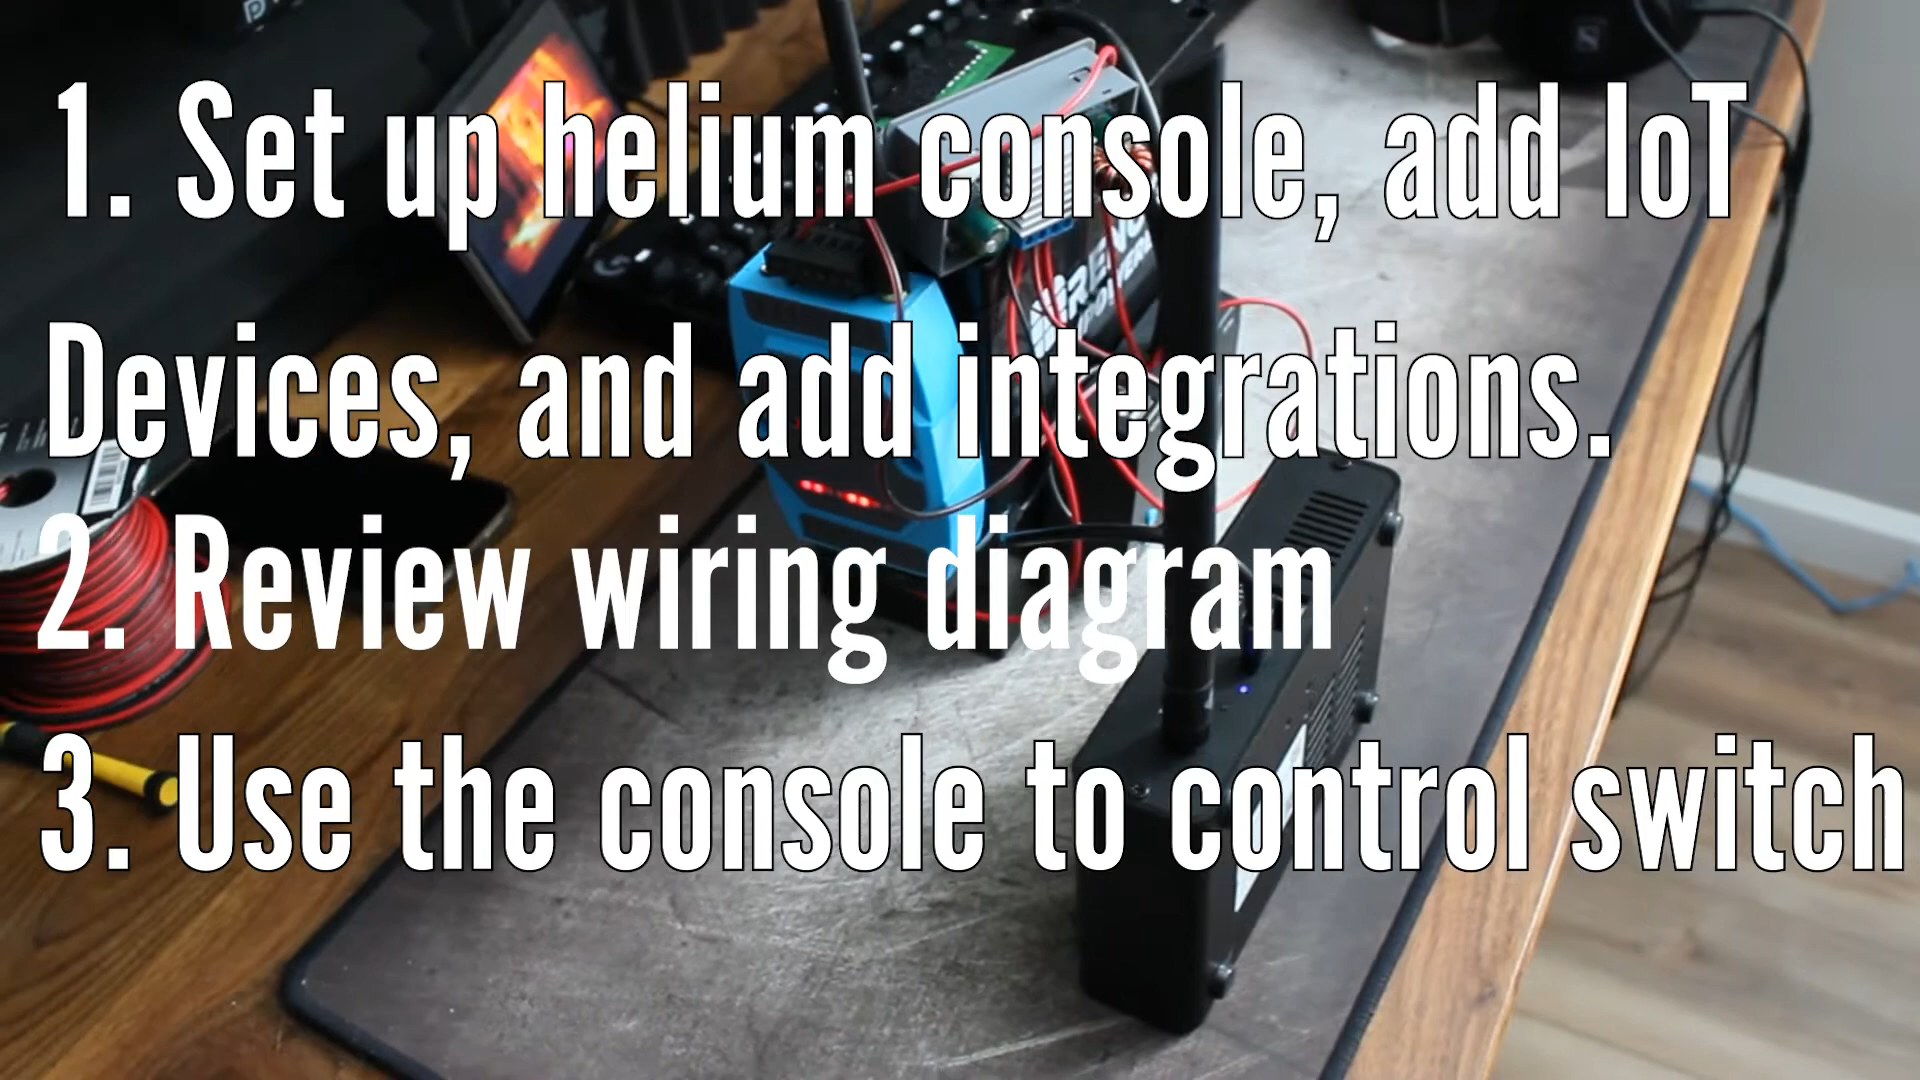 1. Set up helium console, add IoT
Devices, and add integrations.
2. Review wiring diagram
3. Use the console to control switch